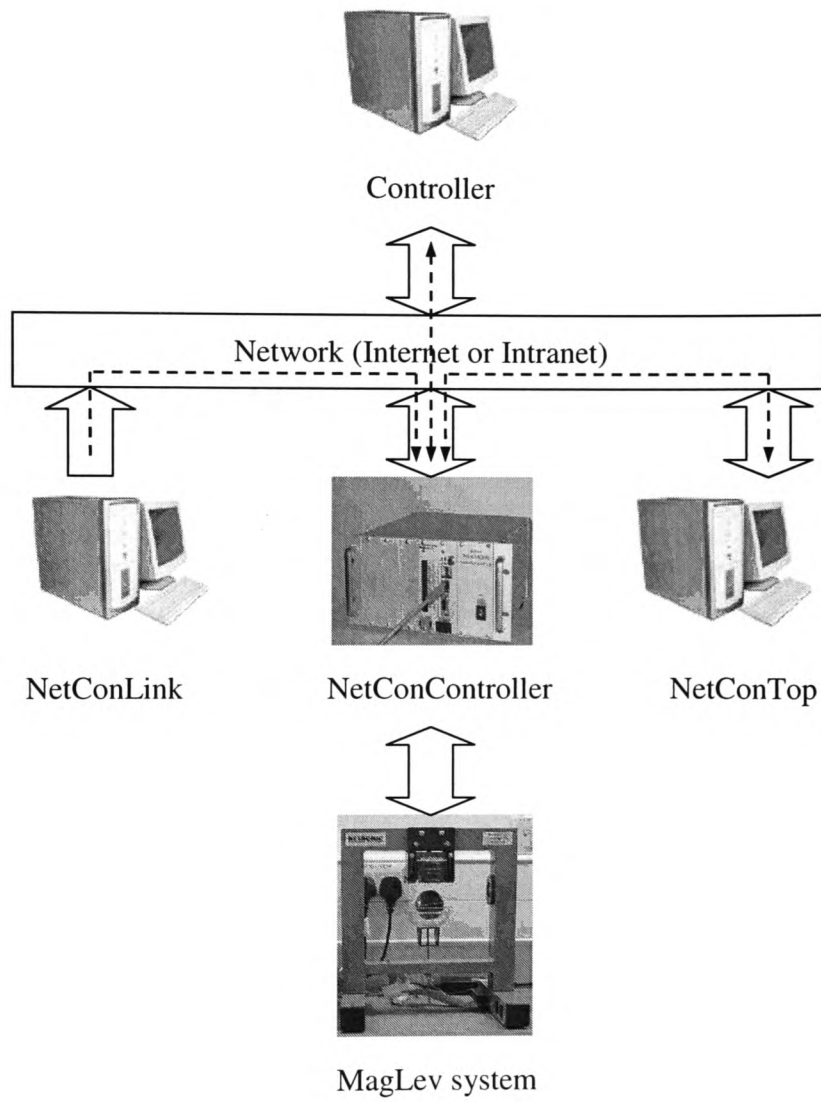 Controller
Network (Internet or Intranet)
NetConLink
NetConController
NetConTop
MagLev system